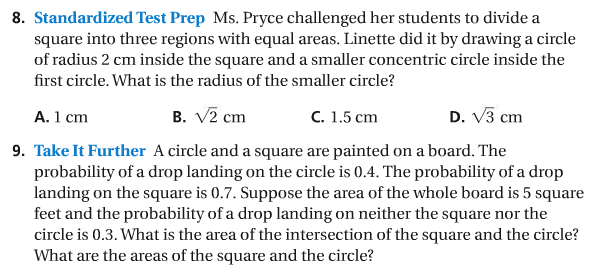 8. Standardized Test Prep Ms. Pryce challenged her students to divide a
square into three regions with equal areas. Linette did it by drawing a circle
of radius 2 cm inside the square and a smaller concentric circle inside the
first circle. What is the radius of the smaller circle?
A. 1 cm B. √2 cm C. 1.5 cm D. √3 cm
9. Take It Further A circle and a square are painted on a board. The
probability of a drop landing on the circle is 0.4. The probability of a drop
landing on the square is 0.7. Suppose the area of the whole board is 5 square
feet and the probability of a drop landing on neither the square nor the
circle is 0.3. What is the area of the intersection of the square and the circle?
What are the areas of the square and the circle?